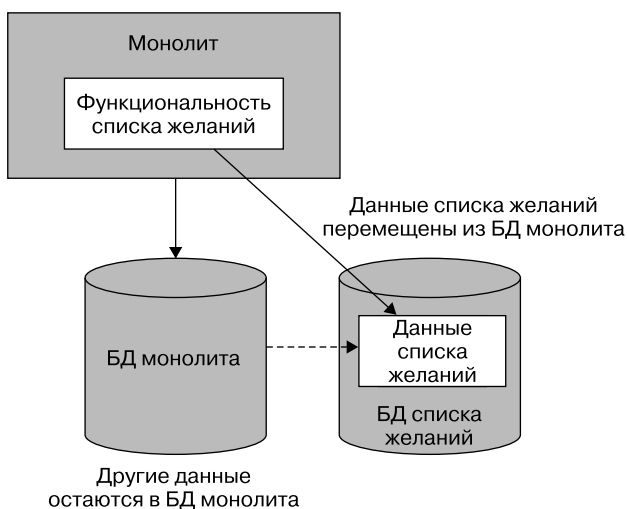 Монолит
Функциональность
списка желаний
Данные списка желаний
перемещены из БД монолита
БД монолита
Данные
списка
желаний
БД списка
желаний
Другие данные
остаются в БД монолита